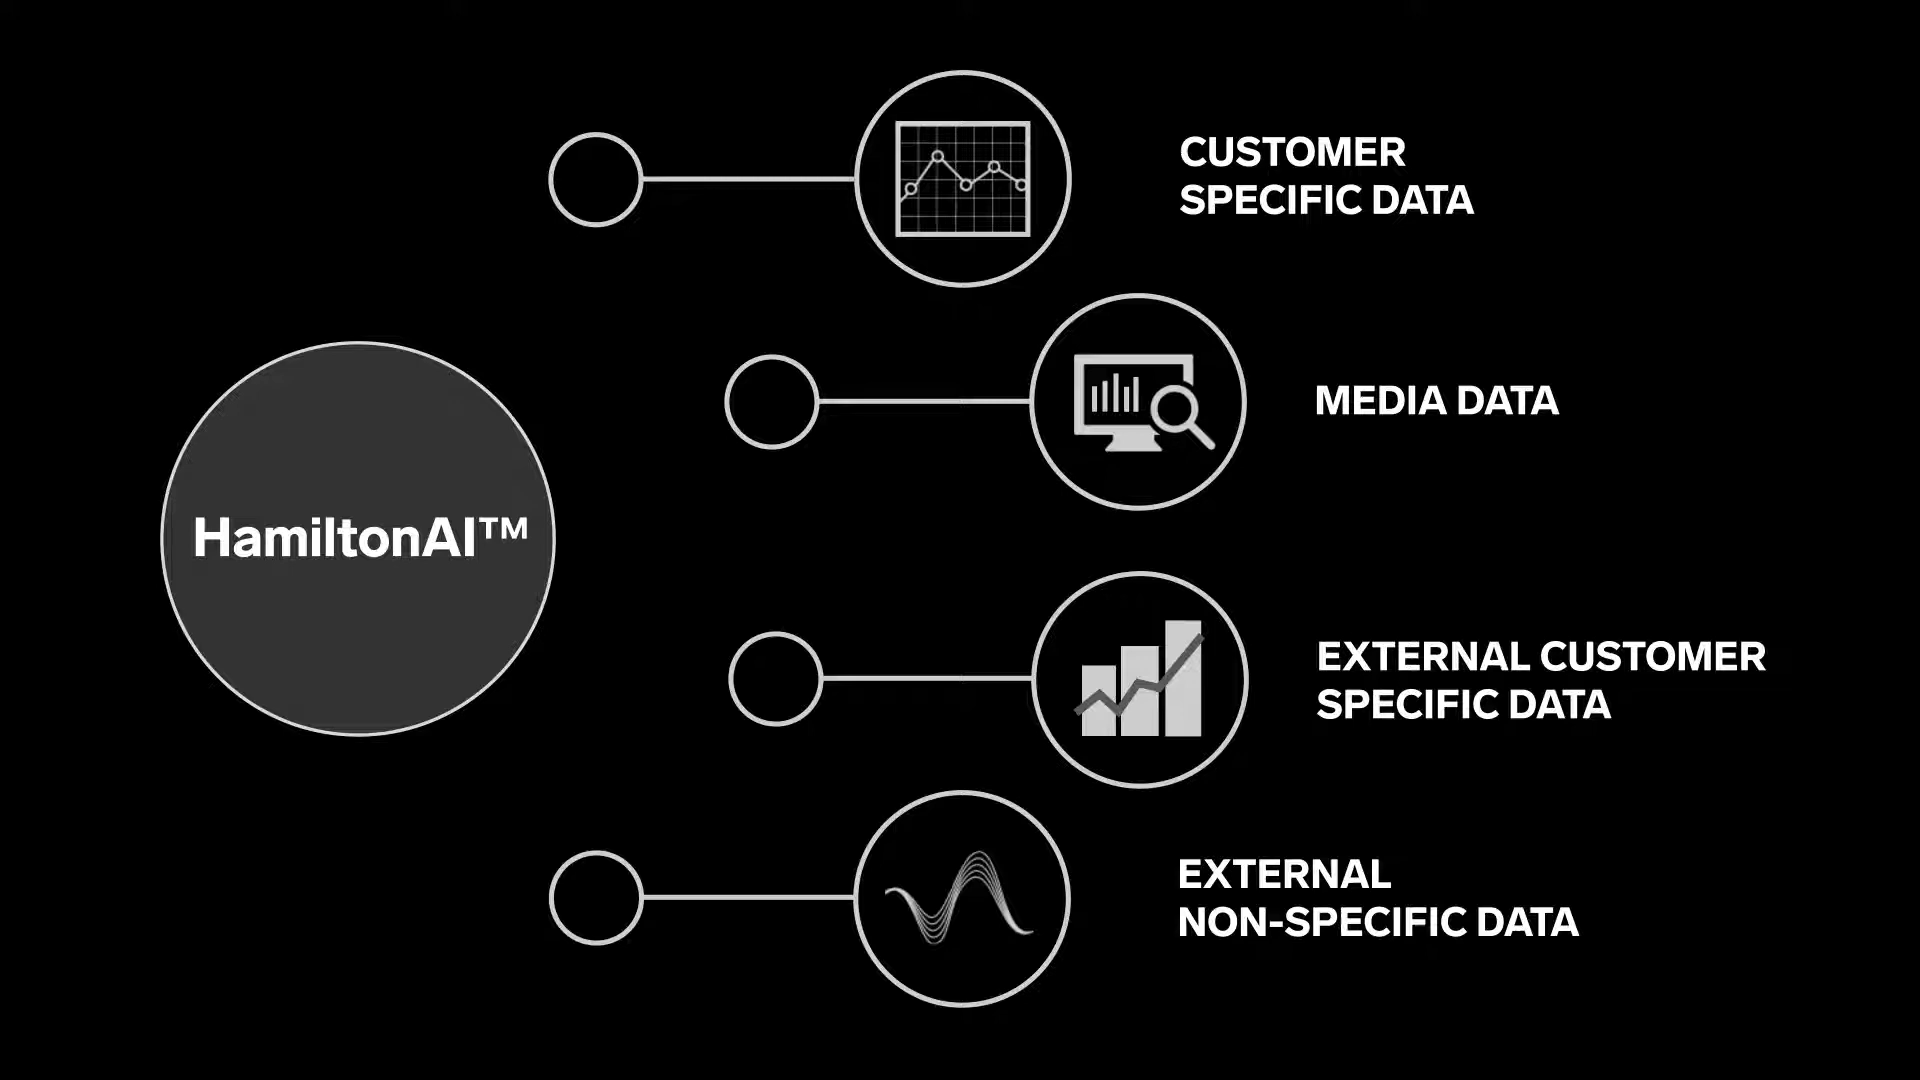 CUSTOMER
SPECIFIC DATA
MEDIA DATA
HamiltonAI™
EXTERNAL CUSTOMER
SPECIFIC DATA
EXTERNAL
NON-SPECIFIC DATA